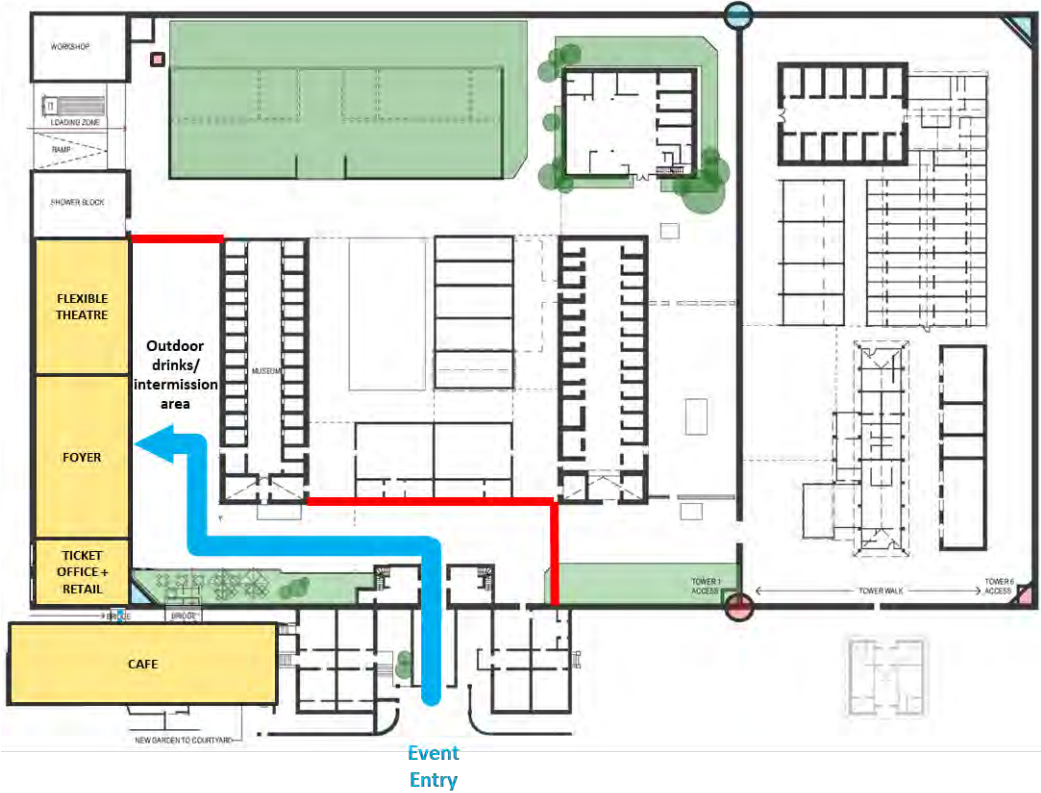 WORKSHOP
LOADING ZONE
RAMP
SHOWER BLOCK
FLEXIBLE
THEATRE
Outdoor
drinks/
intermission
area
MUSEUM
FOYER
TICKET
OFFICE +
RETAIL
TOWER 1
ACCESS
TOWER WALK
TOWER 6
ACCESS
BRIDGE
BRIDGE
CAFE
NEW GARDEN TO COURTYARD
Event
Entry